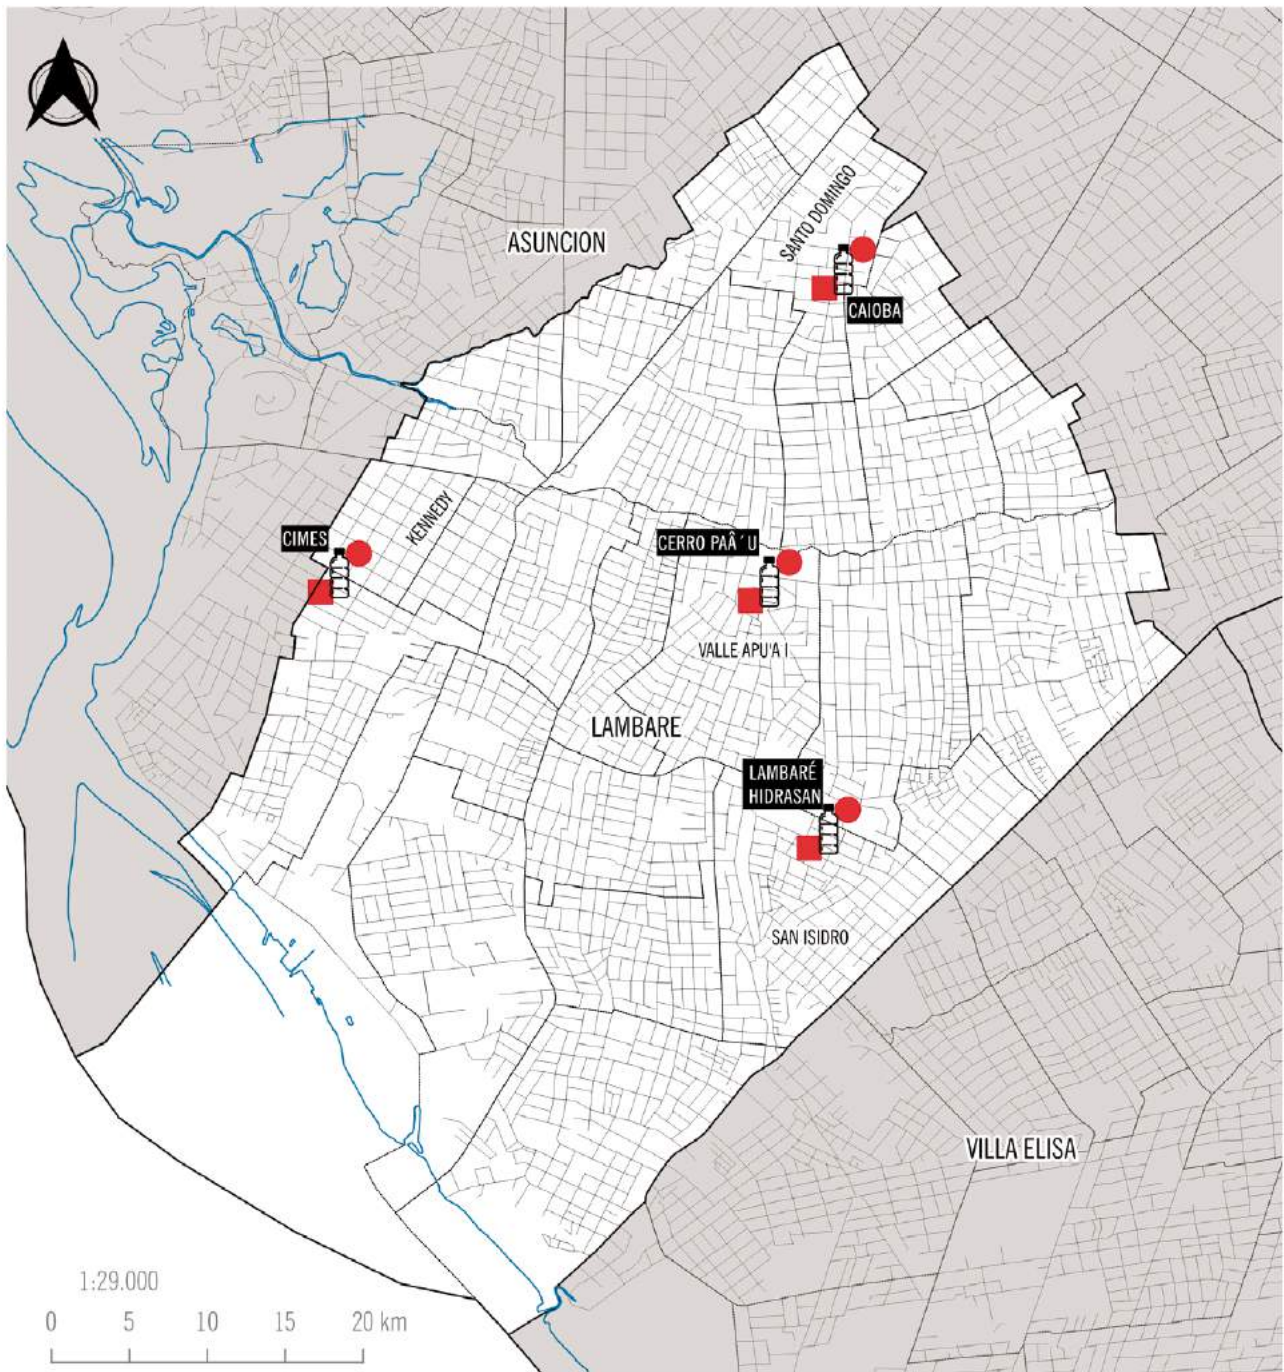 SANTO DOMINGO
ASUNCION
CAIOBA
KENNEDY
CIMES
CERRO PAÂ´U
VALLE APU'A I
LAMBARE
LAMBARÉ
HIDRASAN
SAN ISIDRO
VILLA ELISA
1:29.000
0 5 10 15 20 km